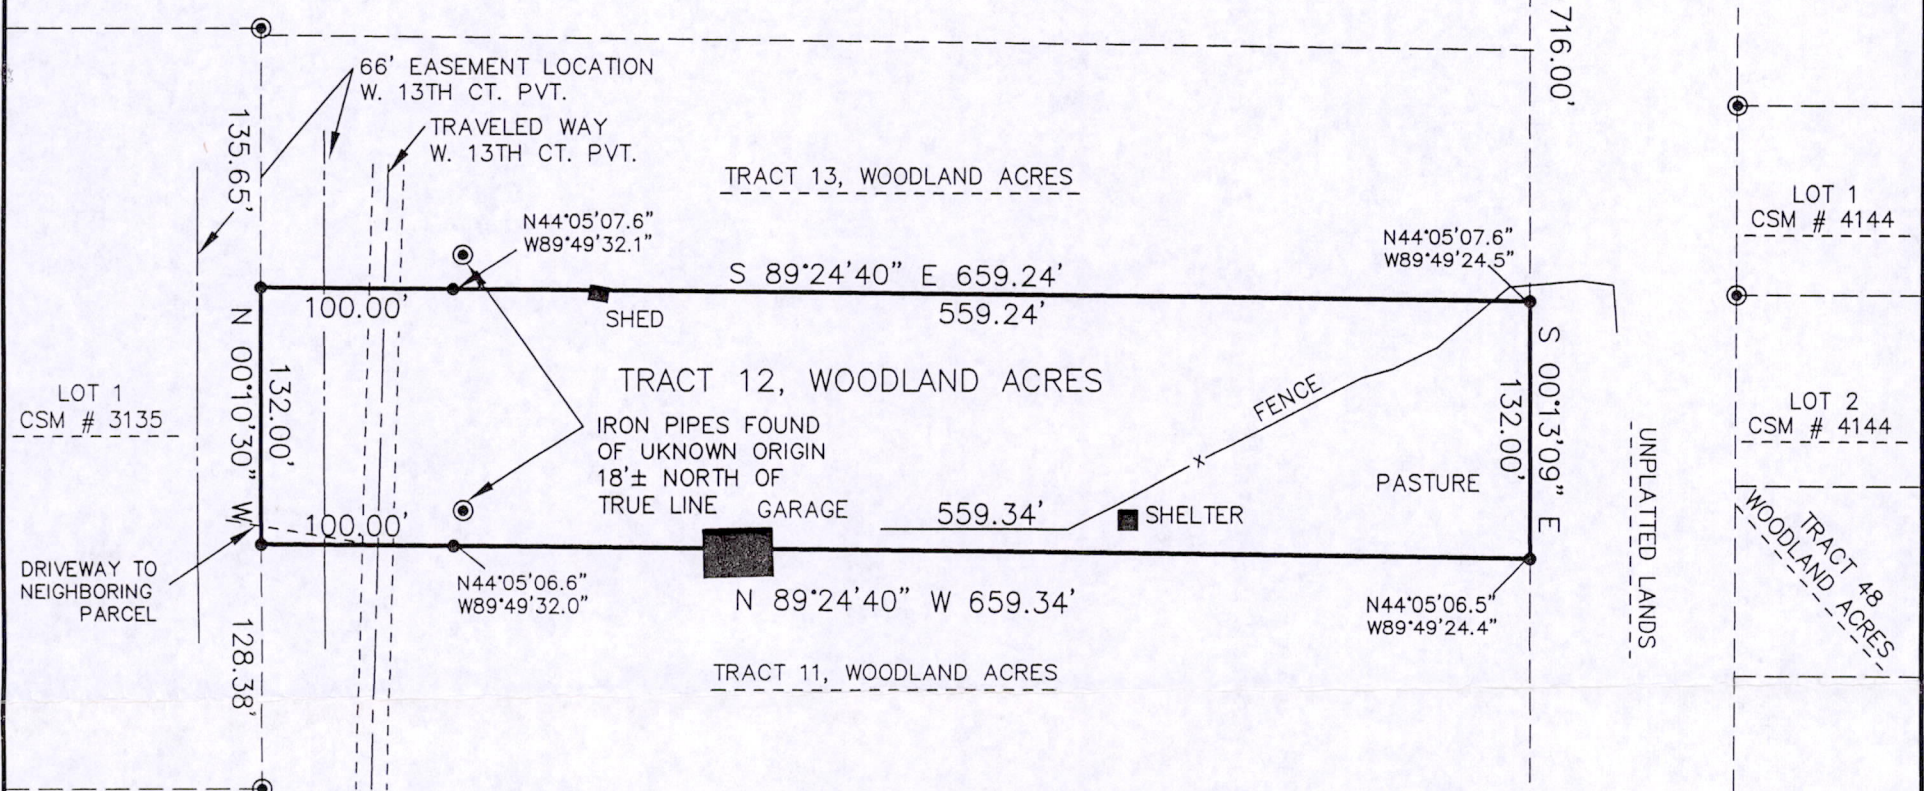 716.00'
66' EASEMENT LOCATION
W. 13TH CT. PVT.
135.65'
TRAVELED WAY
W. 13TH CT. PVT.
TRACT 13, WOODLAND ACRES
LOT 1
CSM # 4144
N44°05'07.6"
W89°49'32.1"
N44°05'07.6"
W89°49'24.5"
S 89°24'40" E 659.24'
100.00'
SHED
559.24'
N 00°10'30" W
132.00'
TRACT 12, WOODLAND ACRES
S 00°13'09" E
132.00'
LOT 1
CSM # 3135
FENCE
LOT 2
CSM # 4144
IRON PIPES FOUND
OF UKNOWN ORIGIN
18'± NORTH OF
TRUE LINE
GARAGE
x
PASTURE
UNPLATTED LANDS
100.00'
559.34'
SHELTER
TRACT 48
WOODLAND ACRES
DRIVEWAY TO
NEIGHBORING
PARCEL
N44°05'06.6"
W89°49'32.0"
N 89°24'40" W 659.34'
N44°05'06.5"
W89°49'24.4"
128.38'
TRACT 11, WOODLAND ACRES